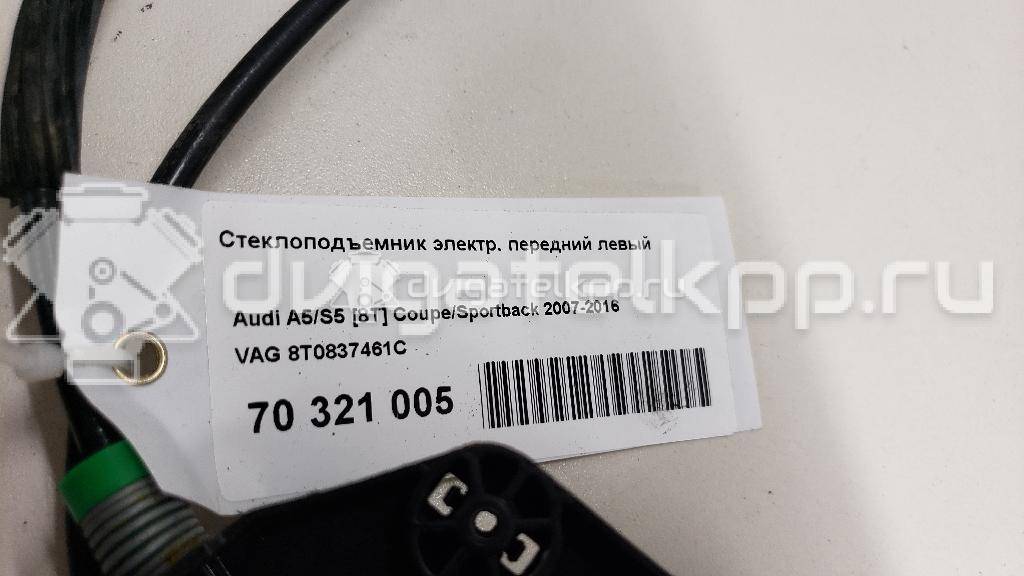 Стеклоподъемник электр. передний левый
dvigatelkpp.ru
Audi A5/S5 [8T] Coupe/Sportback 2007-2016
VAG 8T0837461C
70 321 005